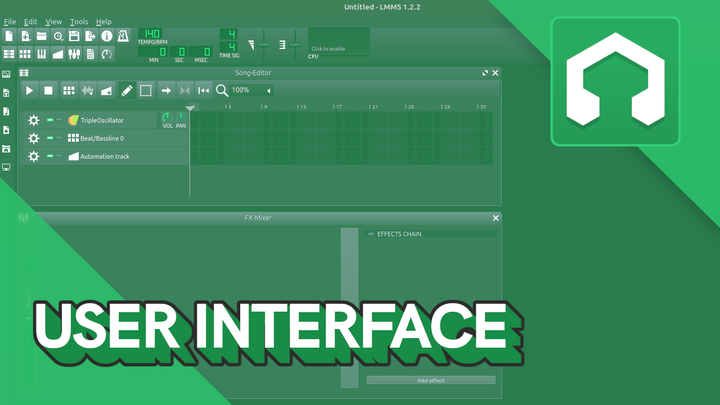 Untitled - LMMS 1.2.2
File Edit View Tools Help
140
TEMPO/BPM
0 0 0
MIN SEC MSEC
4
4
TIME SIG
Click to enable
CPU
Song-Editor
100%
5 9 13 17 21 25 29 33
TripleOscillator
VOL PAN
Beat/Bassline 0
Automation track
FX-Mixer
EFFECTS CHAIN
Add effect
USER INTERFACE